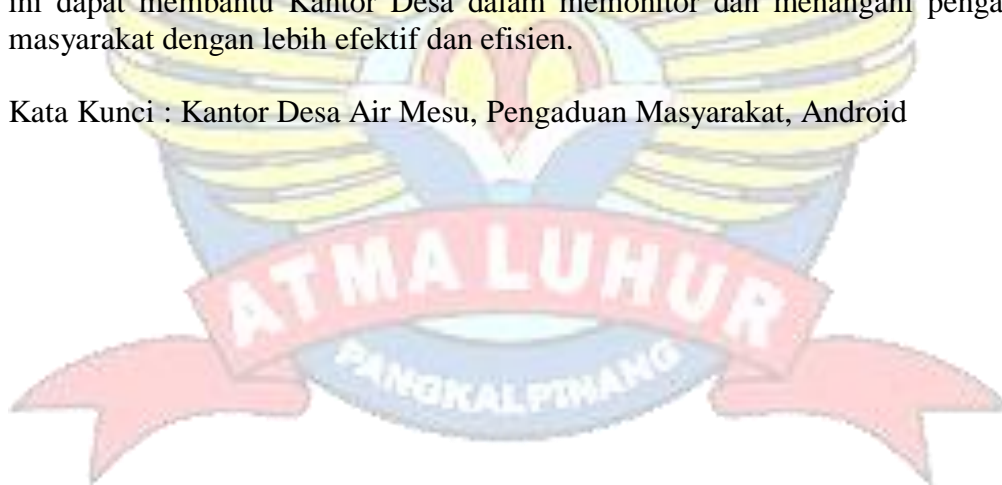 ini dapat membantu Kantor Desa dalam memonitor dan menangani
masyarakat dengan lebih efektif dan efisien.
Kata Kunci : Kantor Desa Air Mesu, Pengaduan Masyarakat, Android
ATMA LUHUR
PANGKALPINANG